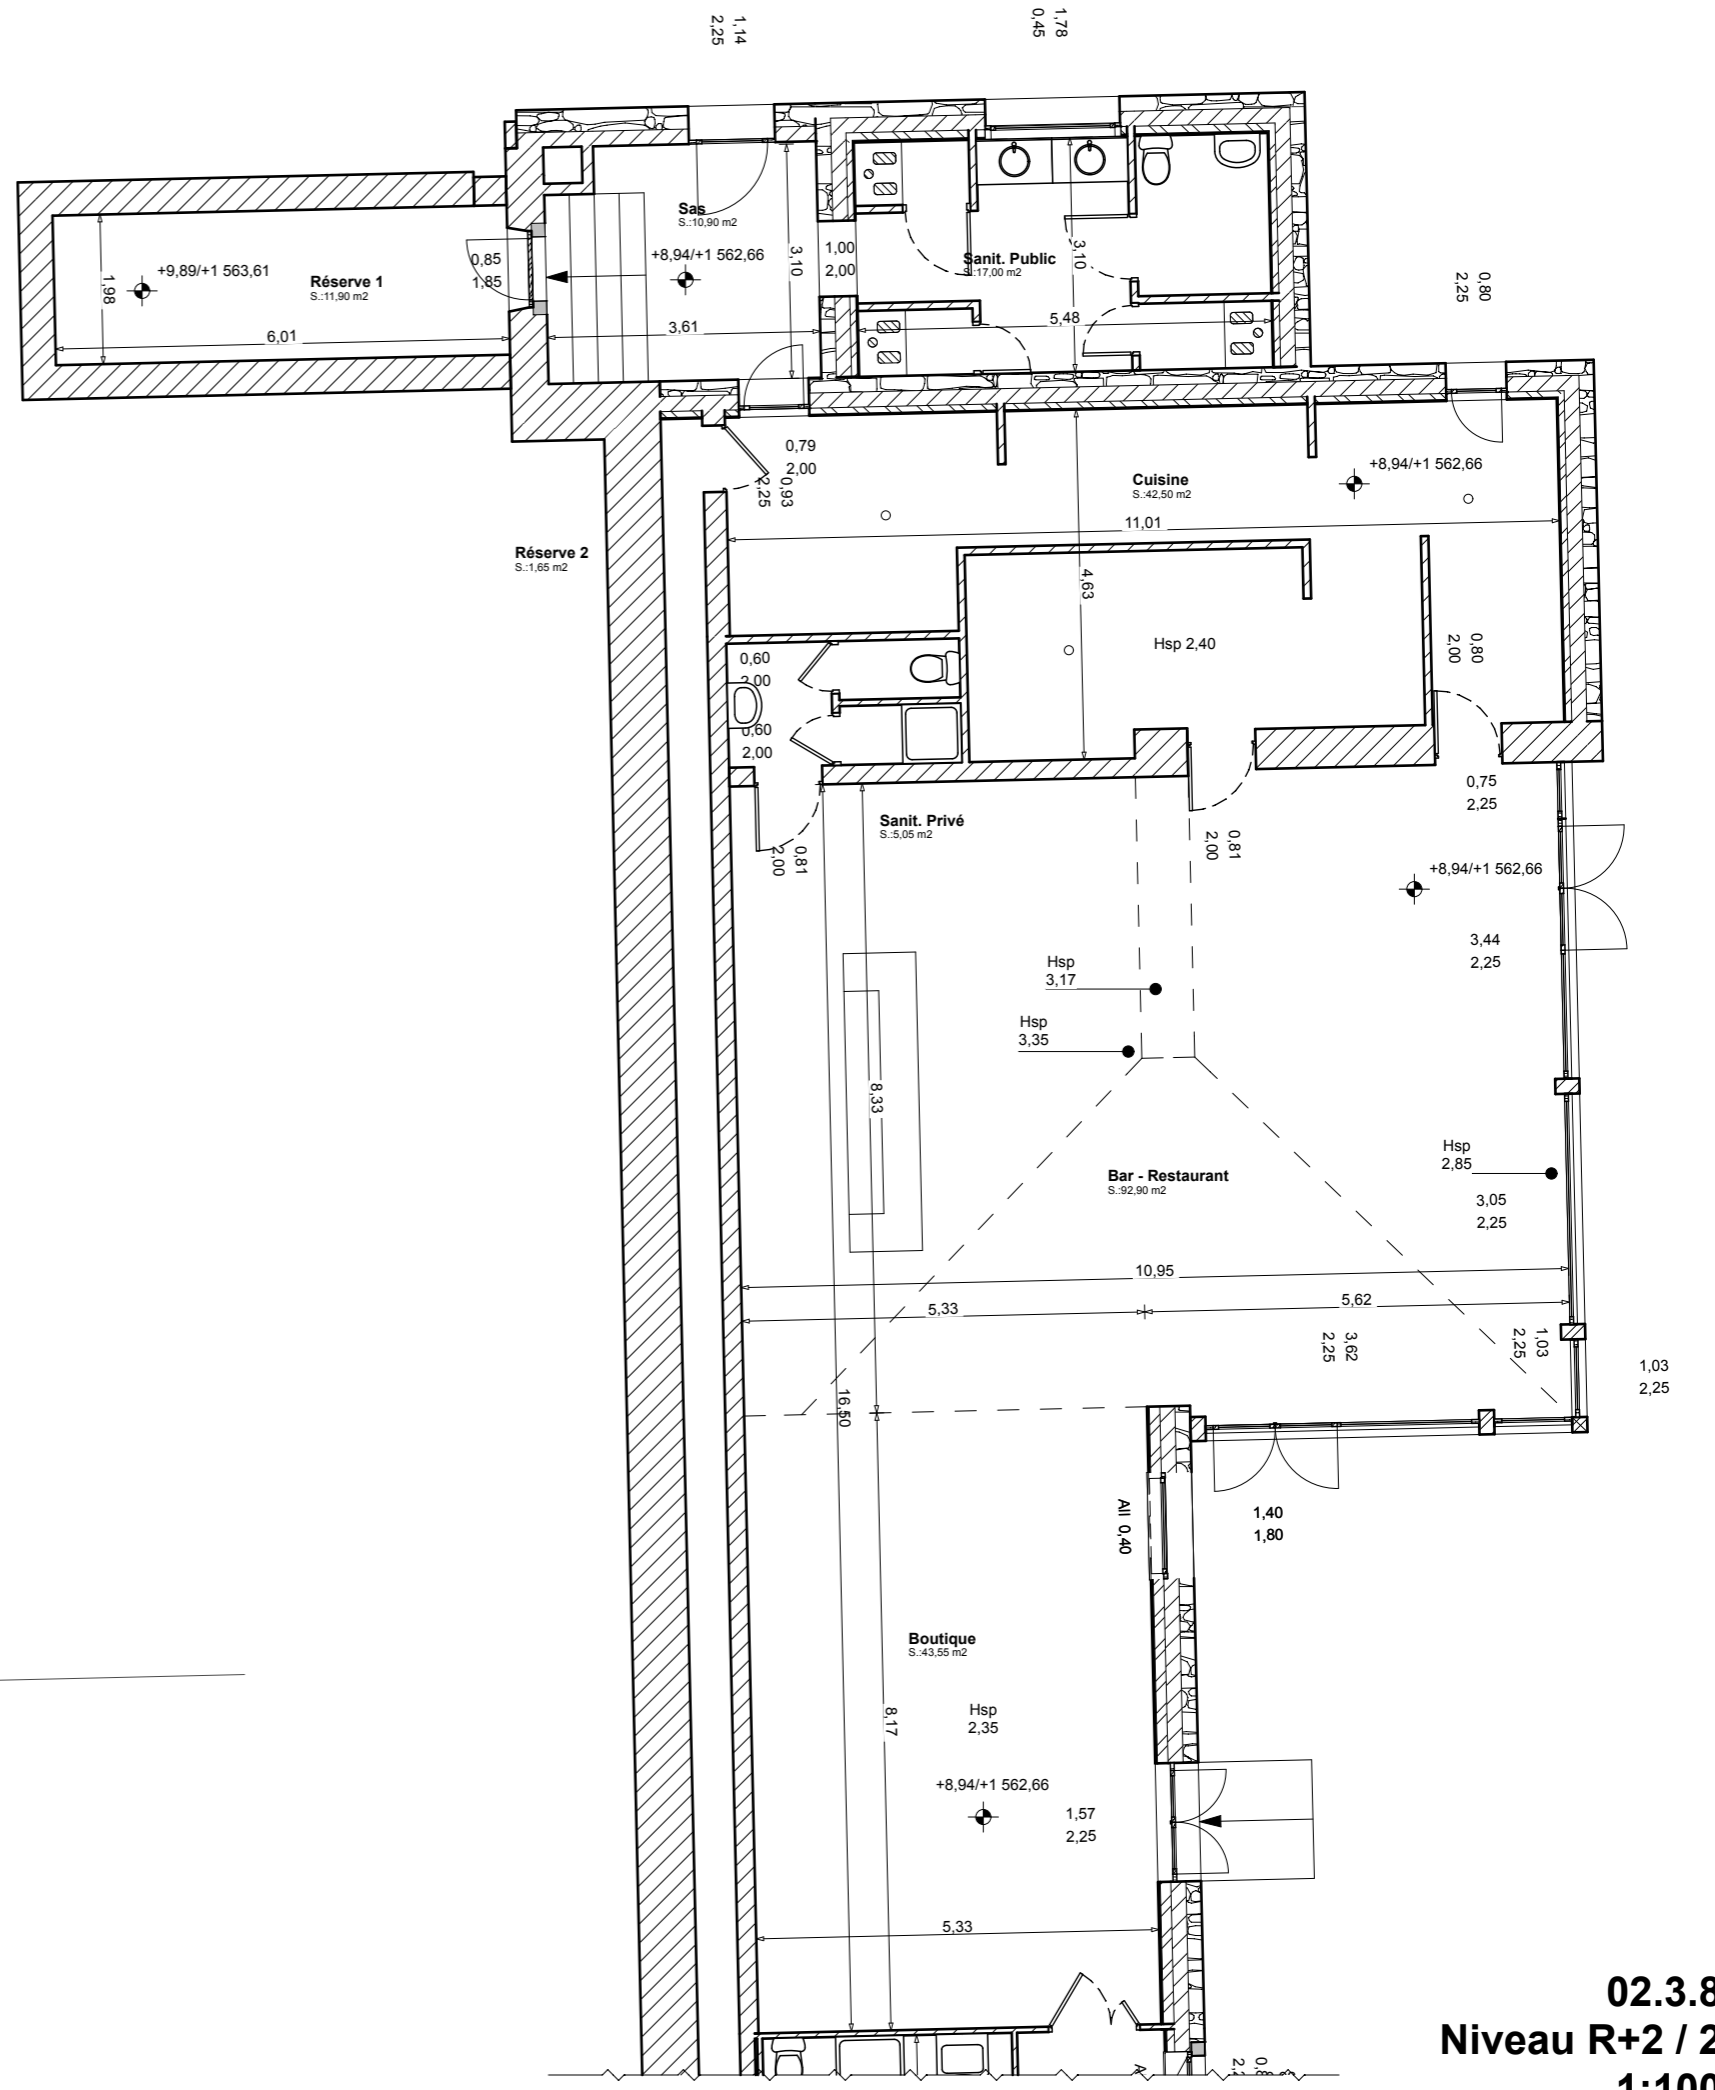 1,14
2,25
1,78
0,45
Sas
S.:10,90 m2
+8,94/+1 562,66
3,10
3,61
1,00
2,00
Sanit. Public
S.:17,00 m2
3,10
5,48
0,80
2,25
+9,89/+1 563,61
Réserve 1
S.:11,90 m2
1,98
6,01
0,85
1,85
0,79
2,00
0,93
2,25
Cuisine
S.:42,50 m2
+8,94/+1 562,66
11,01
4,63
Réserve 2
S.:1,65 m2
Hsp 2,40
0,60
2,00
0,60
2,00
0,80
2,00
0,75
2,25
Sanit. Privé
S.:5,05 m2
0,81
2,00
0,81
2,00
+8,94/+1 562,66
3,44
2,25
Hsp
3,17
Hsp
3,35
8,33
Hsp
2,85
Bar - Restaurant
S.:92,90 m2
3,05
2,25
10,95
5,33
5,62
3,62
2,25
1,03
2,25
1,03
2,25
16,50
All 0,40
1,40
1,80
Boutique
S.:43,55 m2
Hsp
2,35
8,17
+8,94/+1 562,66
1,57
2,25
5,33
02.3.8
Niveau R+2 / 2
1:100